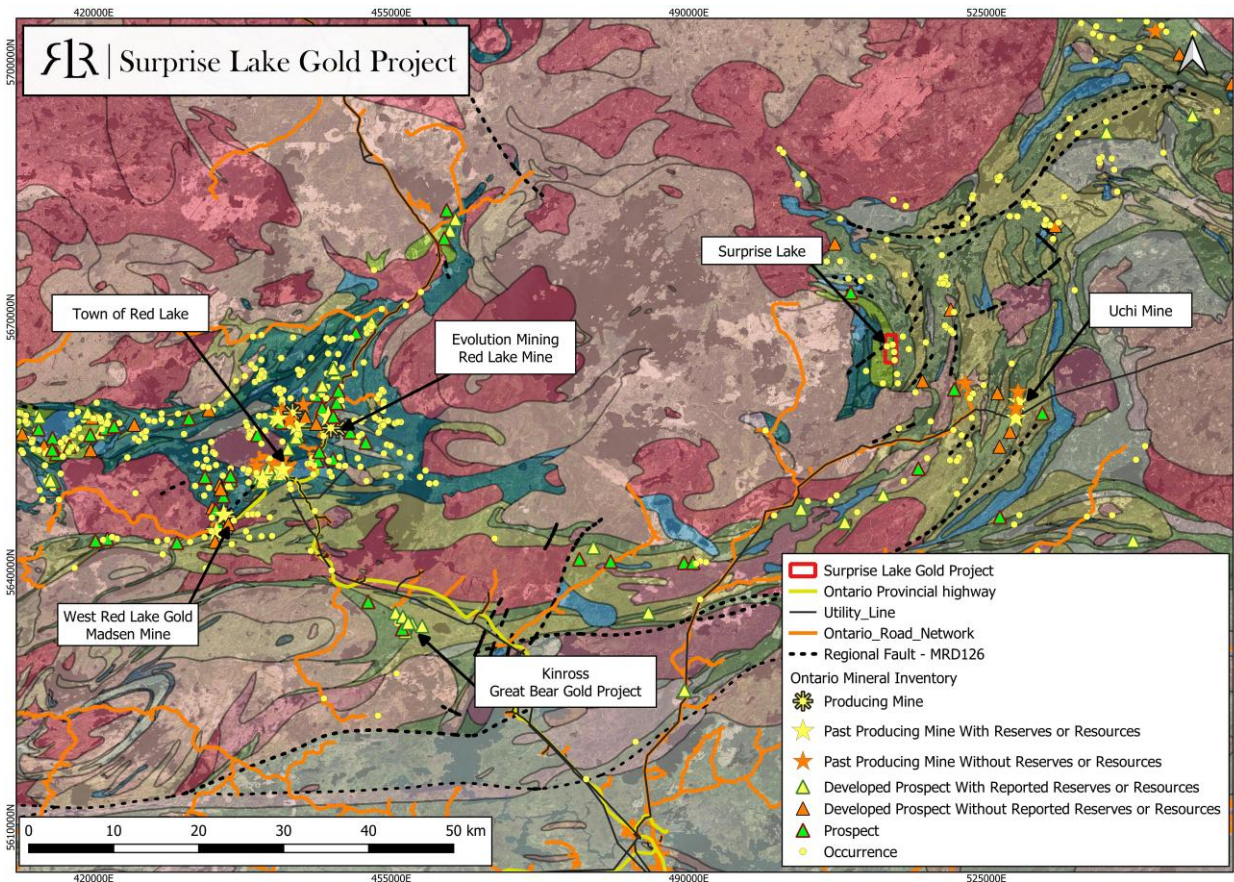 420000E 455000E 490000E 525000E
RLR | Surprise Lake Gold Project
5700000N
5670000N
5640000N
5610000N
Surprise Lake
Town of Red Lake
Evolution Mining
Red Lake Mine
Uchi Mine
West Red Lake Gold
Madsen Mine
Kinross
Great Bear Gold Project
Surprise Lake Gold Project
Ontario Provincial highway
Utility_Line
Ontario_Road_Network
Regional Fault - MRD126
Ontario Mineral Inventory
Producing Mine
Past Producing Mine With Reserves or Resources
Past Producing Mine Without Reserves or Resources
Developed Prospect With Reported Reserves or Resources
Developed Prospect Without Reported Reserves or Resources
Prospect
Occurrence
0 10 20 30 40 50 km
420000E 455000E 490000E 525000E